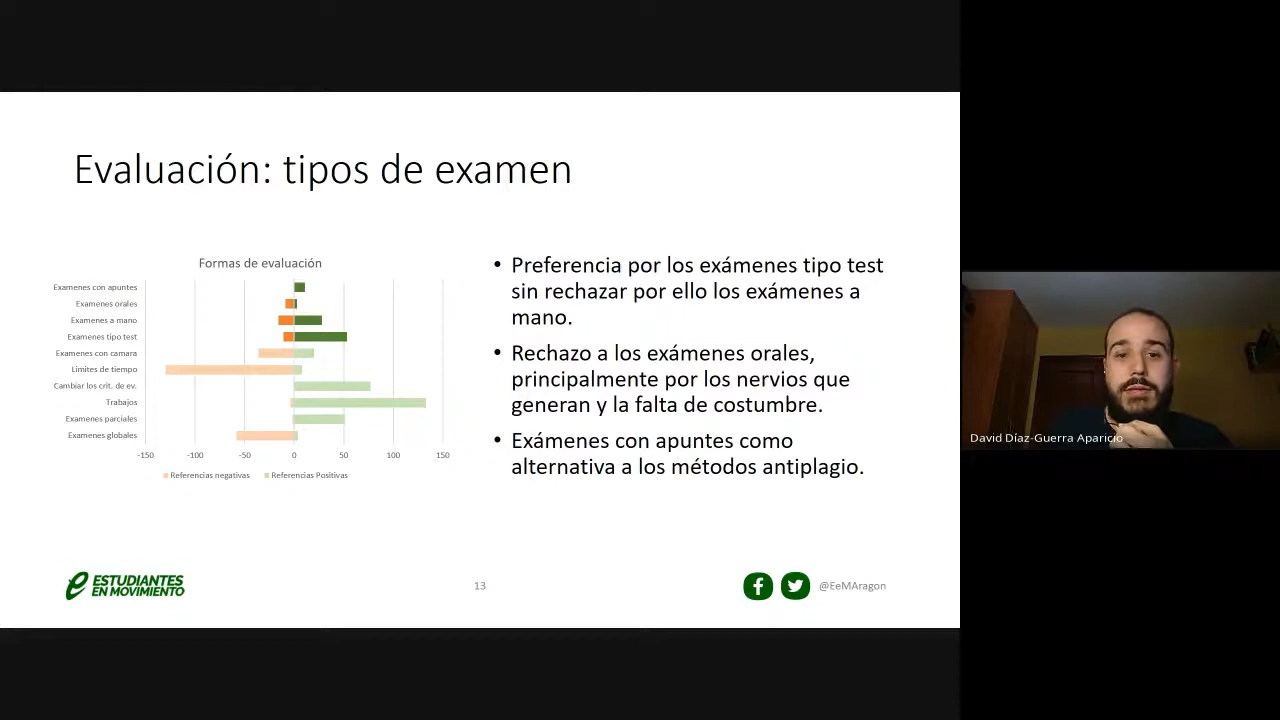 Evaluación: tipos de examen
Formas de evaluación
Examenes con apuntes
Examenes orales
Examenes a mano
Examenes tipo test
Examenes con camara
Limites de tiempo
Cambiar los crit. de ev.
Trabajos
Examenes parciales
Examenes globales
-150 -100 -50 0 50 100 150
Referencias negativas Referencias Positivas
• Preferencia por los exámenes tipo test
sin rechazar por ello los exámenes a
mano.
• Rechazo a los exámenes orales,
principalmente por los nervios que
generan y la falta de costumbre.
• Exámenes con apuntes como
alternativa a los métodos antiplagio.
ESTUDIANTES
EN MOVIMIENTO
13
@EeMAragon
David Díaz-Guerra Aparicio